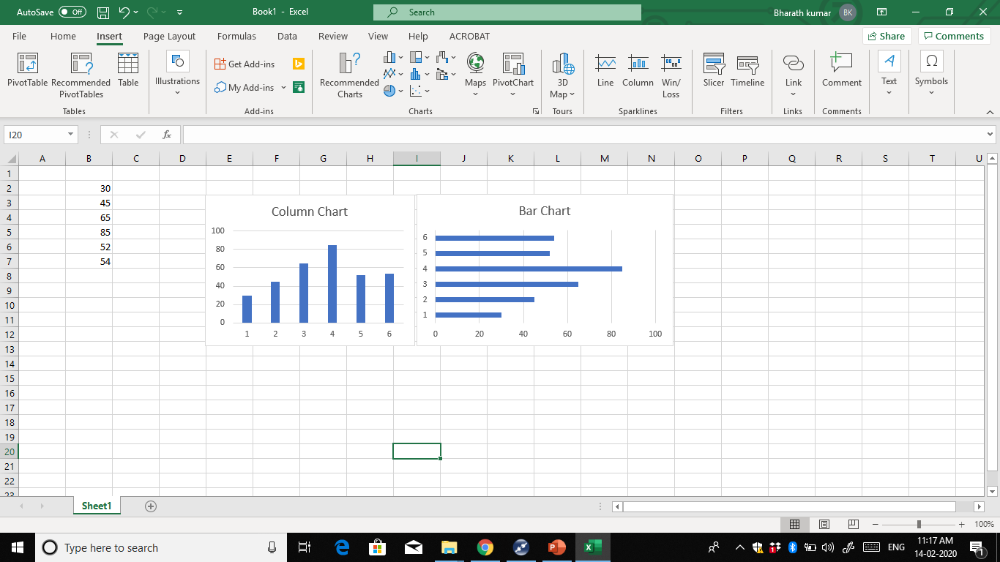 AutoSave Off Book1 - Excel Search Bharath kumar BK
File Home Insert Page Layout Formulas Data Review View Help ACROBAT Share Comments
PivotTable Recommended PivotTables Table Illustrations
Get Add-ins
My Add-ins
Recommended Charts Maps PivotChart 3D Map Line Column Win/Loss Slicer Timeline Link Comment Text Symbols
Tables Add-ins Charts Tours Sparklines Filters Links Comments
I20 fx
A B C D E F G H I J K L M N O P Q R S T U
1
2 30
3 45
4 65
5 85
6 52
7 54
8
9
10
11
12
13
14
15
16
17
18
19
20
21
22
23
Column Chart
100
80
60
40
20
0
1 2 3 4 5 6
Bar Chart
6
5
4
3
2
1
0 20 40 60 80 100
Sheet1
100%
Type here to search
ENG 11:17 AM
14-02-2020
1